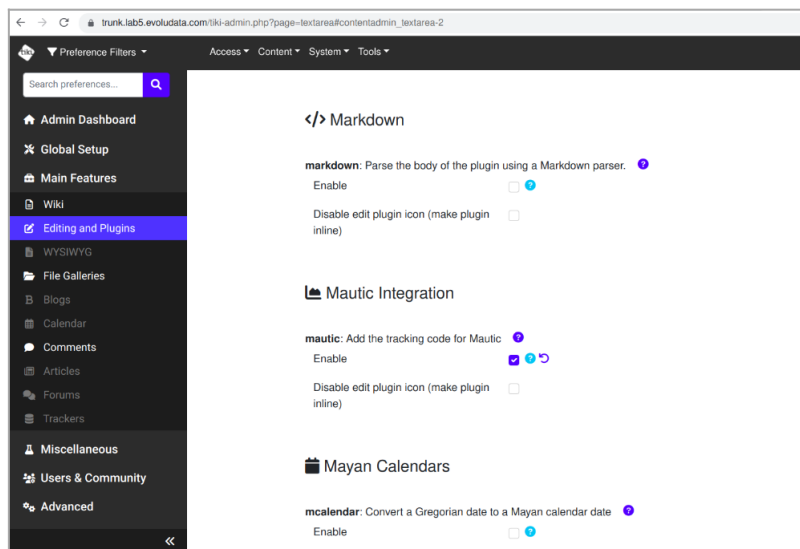 trunk.lab5.evoludata.com/tiki-admin.php?page=textarea#contentadmin_textarea-2
tiki
Preference Filters
Access Content System Tools
Search preferences...
Admin Dashboard
Global Setup
Main Features
Wiki
Editing and Plugins
WYSIWYG
File Galleries
Blogs
Calendar
Comments
Articles
Forums
Trackers
Miscellaneous
Users & Community
Advanced
«
</> Markdown
markdown: Parse the body of the plugin using a Markdown parser. ?
Enable ?
Disable edit plugin icon (make plugin
inline)
Mautic Integration
mautic: Add the tracking code for Mautic ?
Enable ?
Disable edit plugin icon (make plugin
inline)
Mayan Calendars
mcalendar: Convert a Gregorian date to a Mayan calendar date ?
Enable ?